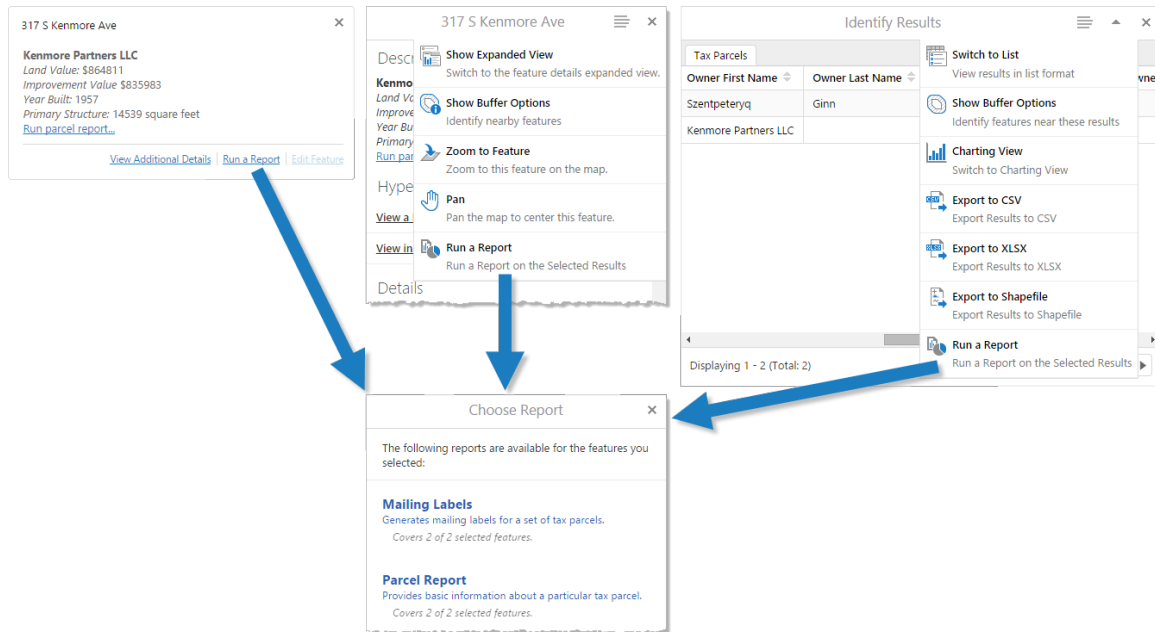 317 S Kenmore Ave
Kenmore Partners LLC
Land Value: $864811
Improvement Value $835983
Year Built: 1957
Primary Structure: 14539 square feet
Run parcel report...
View Additional Details | Run a Report | Edit Feature
317 S Kenmore Ave
Descr
Kenmo
Land Va
Improve
Year Bu
Primary
Run par
Hype
View a
View in
Details
Show Expanded View
Switch to the feature details expanded view.
Show Buffer Options
Identify nearby features
Zoom to Feature
Zoom to this feature on the map.
Pan
Pan the map to center this feature.
Run a Report
Run a Report on the Selected Results
Identify Results
Tax Parcels
Owner First Name Owner Last Name wne
Szentpeteryq Ginn
Kenmore Partners LLC
Displaying 1 - 2 (Total: 2)
Switch to List
View results in list format
Show Buffer Options
Identify features near these results
Charting View
Switch to Charting View
CSV
Export to CSV
Export Results to CSV
XLSX
Export to XLSX
Export Results to XLSX
Export to Shapefile
Export Results to Shapefile
Run a Report
Run a Report on the Selected Results
Choose Report
The following reports are available for the features you
selected:
Mailing Labels
Generates mailing labels for a set of tax parcels.
Covers 2 of 2 selected features.
Parcel Report
Provides basic information about a particular tax parcel.
Covers 2 of 2 selected features.